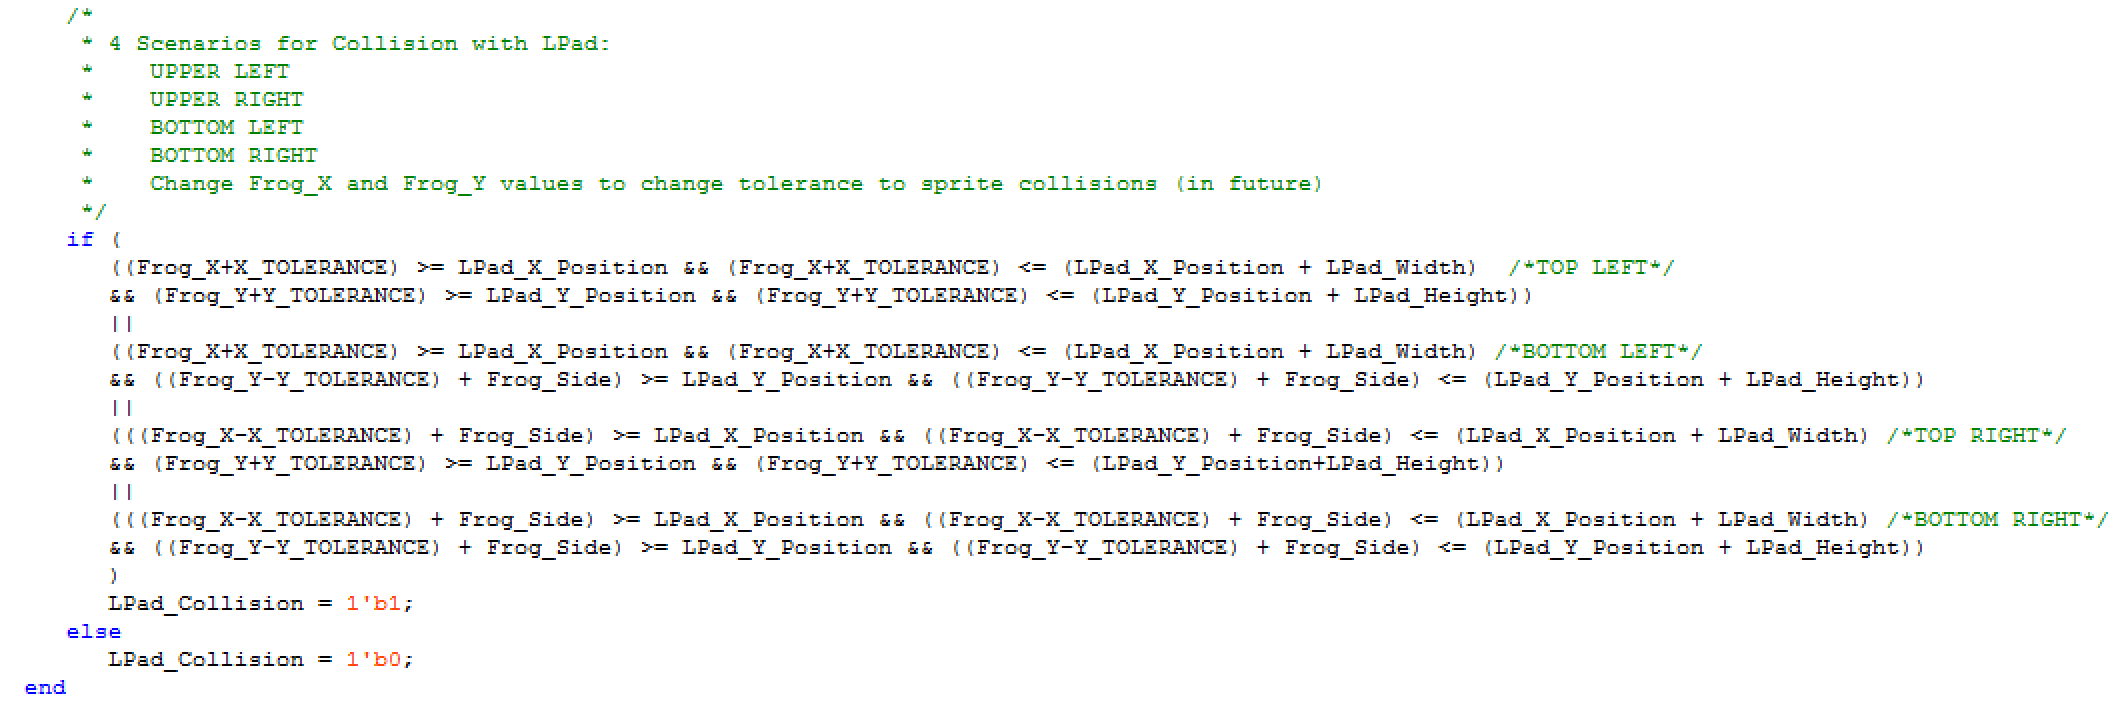 /*
 * 4 Scenarios for Collision with LPad:
 *    UPPER LEFT
 *    UPPER RIGHT
 *    BOTTOM LEFT
 *    BOTTOM RIGHT
 *    Change Frog_X and Frog_Y values to change tolerance to sprite collisions (in future)
 */
if (
((Frog_X+X_TOLERANCE) >= LPad_X_Position && (Frog_X+X_TOLERANCE) <= (LPad_X_Position + LPad_Width)  /*TOP LEFT*/
&& (Frog_Y+Y_TOLERANCE) >= LPad_Y_Position && (Frog_Y+Y_TOLERANCE) <= (LPad_Y_Position + LPad_Height))
||
((Frog_X+X_TOLERANCE) >= LPad_X_Position && (Frog_X+X_TOLERANCE) <= (LPad_X_Position + LPad_Width) /*BOTTOM LEFT*/
&& ((Frog_Y-Y_TOLERANCE) + Frog_Side) >= LPad_Y_Position && ((Frog_Y-Y_TOLERANCE) + Frog_Side) <= (LPad_Y_Position + LPad_Height))
||
(((Frog_X-X_TOLERANCE) + Frog_Side) >= LPad_X_Position && ((Frog_X-X_TOLERANCE) + Frog_Side) <= (LPad_X_Position + LPad_Width) /*TOP RIGHT*/
&& (Frog_Y+Y_TOLERANCE) >= LPad_Y_Position && (Frog_Y+Y_TOLERANCE) <= (LPad_Y_Position+LPad_Height))
||
(((Frog_X-X_TOLERANCE) + Frog_Side) >= LPad_X_Position && ((Frog_X-X_TOLERANCE) + Frog_Side) <= (LPad_X_Position + LPad_Width) /*BOTTOM RIGHT*/
&& ((Frog_Y-Y_TOLERANCE) + Frog_Side) >= LPad_Y_Position && ((Frog_Y-Y_TOLERANCE) + Frog_Side) <= (LPad_Y_Position + LPad_Height))
)
LPad_Collision = 1'b1;
else
LPad_Collision = 1'b0;
end